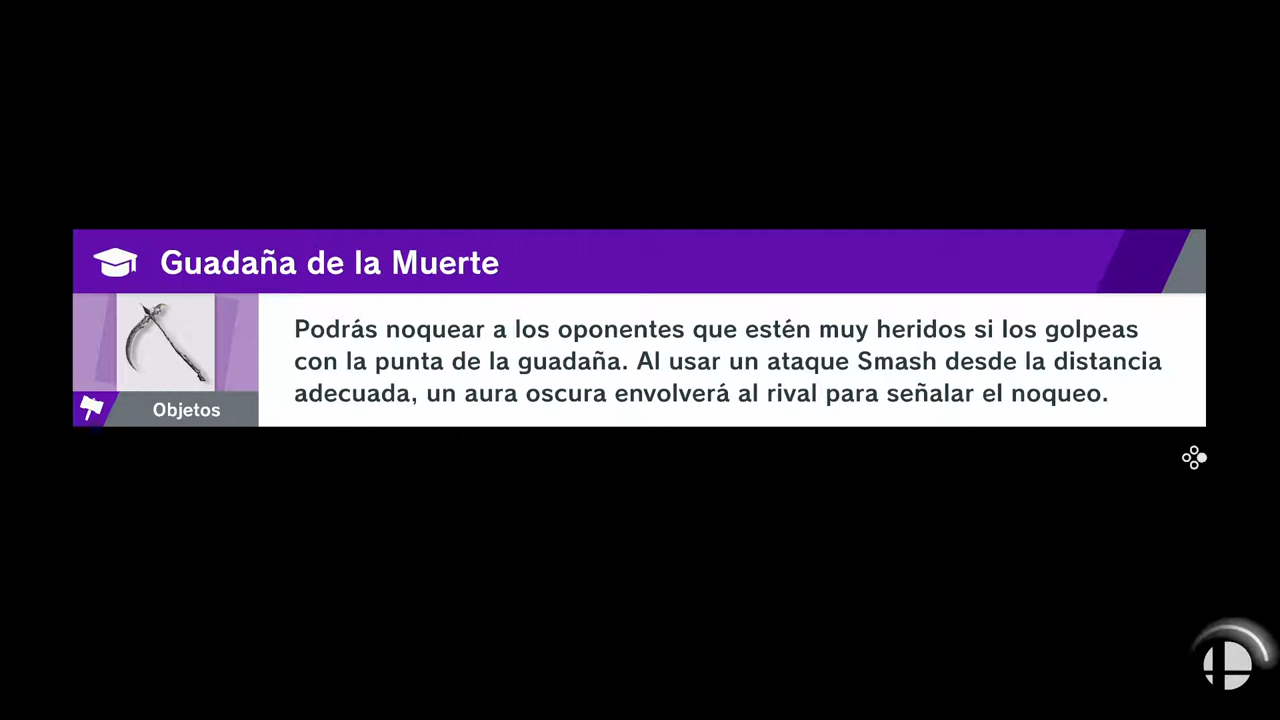 Guadaña de la Muerte
Podrás noquear a los oponentes que estén muy heridos si los golpeas
con la punta de la guadaña. Al usar un ataque Smash desde la distancia
adecuada, un aura oscura envolverá al rival para señalar el noqueo.
Objetos